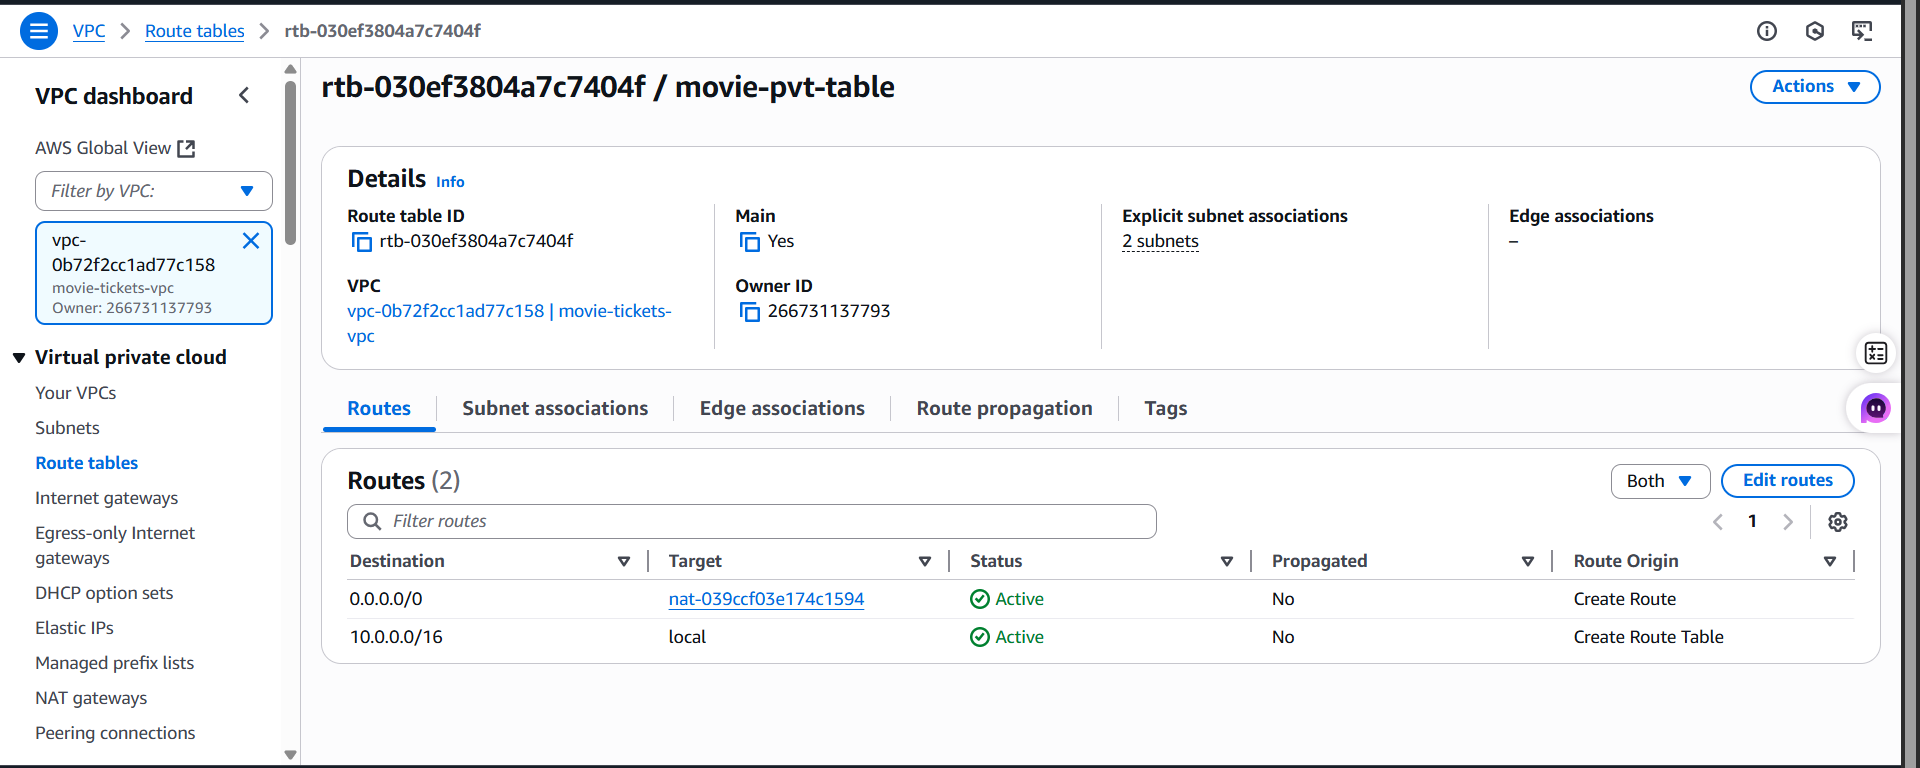 VPC
Route tables
rtb-030ef3804a7c7404f
VPC dashboard
AWS Global View
Filter by VPC:
vpc-
0b72f2cc1ad77c158
movie-tickets-vpc
Owner: 266731137793
Virtual private cloud
Your VPCs
Subnets
Route tables
Internet gateways
Egress-only Internet
gateways
DHCP option sets
Elastic IPs
Managed prefix lists
NAT gateways
Peering connections
rtb-030ef3804a7c7404f / movie-pvt-table
Actions
Details Info
Route table ID
rtb-030ef3804a7c7404f
Main
Yes
Explicit subnet associations
2 subnets
Edge associations
–
VPC
vpc-0b72f2cc1ad77c158 | movie-tickets-
vpc
Owner ID
266731137793
Routes Subnet associations Edge associations Route propagation Tags
Routes (2)
Both
Edit routes
Filter routes
1
Destination Target Status Propagated Route Origin
0.0.0.0/0 nat-039ccf03e174c1594 Active No Create Route
10.0.0.0/16 local Active No Create Route Table